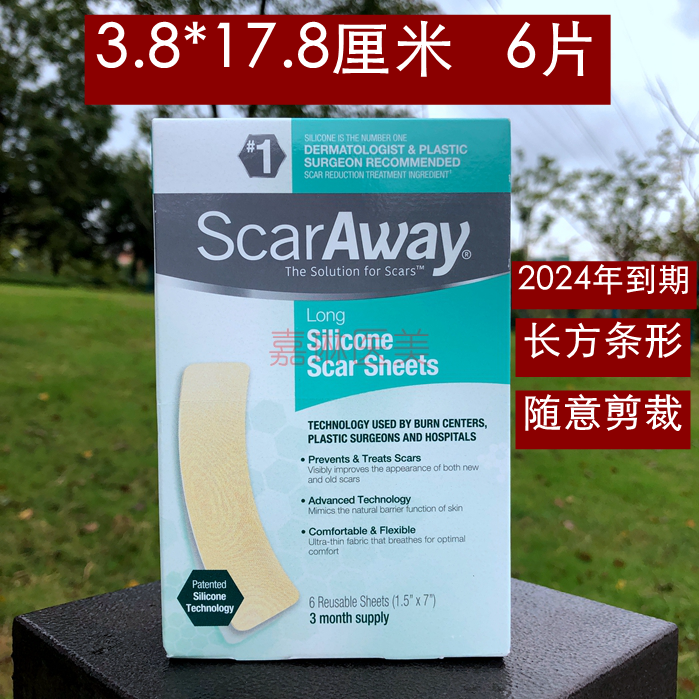 3.8*17.8厘米 6片
#1
SILICONE IS THE NUMBER ONE
DERMATOLOGIST & PLASTIC
SURGEON RECOMMENDED
SCAR REDUCTION TREATMENT INGREDIENT†
ScarAway®
The Solution for Scars™
2024年到期
长方条形
随意剪裁
Long
Silicone
Scar Sheets
嘉琳医美
TECHNOLOGY USED BY BURN CENTERS,
PLASTIC SURGEONS AND HOSPITALS
• Prevents & Treats Scars
Visibly improves the appearance of both new
and old scars
• Advanced Technology
Mimics the natural barrier function of skin
• Comfortable & Flexible
Ultra-thin fabric that breathes for optimal
comfort
Patented
Silicone
Technology
6 Reusable Sheets (1.5" x 7")
3 month supply